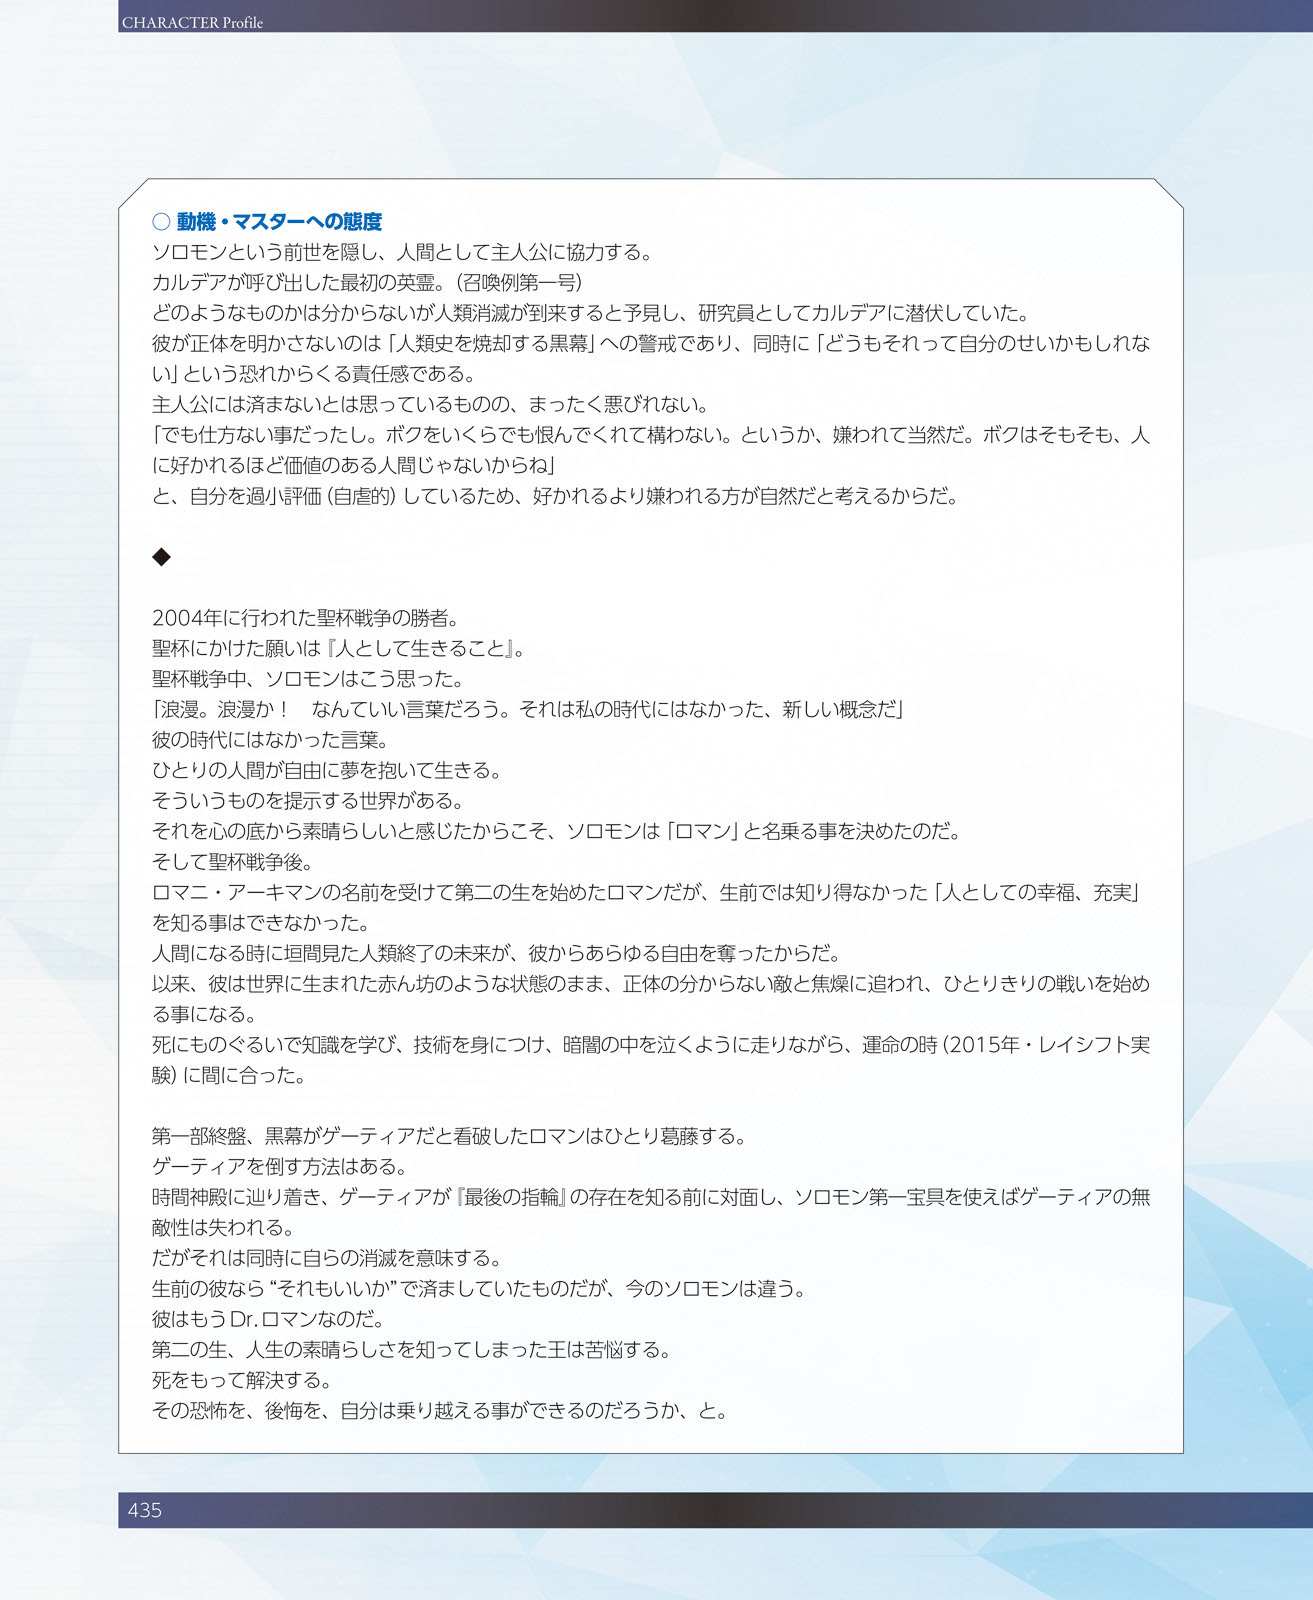 CHARACTER Profile
○ 動機・マスターへの態度
ソロモンという前世を隠し、人間として主人公に協力する。
カルデアが呼び出した最初の英霊。(召喚例第一号)
どのようなものかは分からないが人類消滅が到来すると予見し、研究員としてカルデアに潜伏していた。
彼が正体を明かさないのは「人類史を焼却する黒幕」への警戒であり、同時に「どうもそれって自分のせいかもしれな
い」という恐れからくる責任感である。
主人公には済まないとは思っているものの、まったく悪びれない。
「でも仕方ない事だったし。ボクをいくらでも恨んでくれて構わない。というか、嫌われて当然だ。ボクはそもそも、人
に好かれるほど価値のある人間じゃないからね」
と、自分を過小評価(自虐的)しているため、好かれるより嫌われる方が自然だと考えるからだ。
◆
2004年に行われた聖杯戦争の勝者。
聖杯にかけた願いは『人として生きること』。
聖杯戦争中、ソロモンはこう思った。
「浪漫。浪漫か！　なんていい言葉だろう。それは私の時代にはなかった、新しい概念だ」
彼の時代にはなかった言葉。
ひとりの人間が自由に夢を抱いて生きる。
そういうものを提示する世界がある。
それを心の底から素晴らしいと感じたからこそ、ソロモンは「ロマン」と名乗る事を決めたのだ。
そして聖杯戦争後。
ロマニ・アーキマンの名前を受けて第二の生を始めたロマンだが、生前では知り得なかった「人としての幸福、充実」
を知る事はできなかった。
人間になる時に垣間見た人類終了の未来が、彼からあらゆる自由を奪ったからだ。
以来、彼は世界に生まれた赤ん坊のような状態のまま、正体の分からない敵と焦燥に追われ、ひとりきりの戦いを始め
る事になる。
死にものぐるいで知識を学び、技術を身につけ、暗闇の中を泣くように走りながら、運命の時(2015年・レイシフト実
験)に間に合った。
第一部終盤、黒幕がゲーティアだと看破したロマンはひとり葛藤する。
ゲーティアを倒す方法はある。
時間神殿に辿り着き、ゲーティアが『最後の指輪』の存在を知る前に対面し、ソロモン第一宝具を使えばゲーティアの無
敵性は失われる。
だがそれは同時に自らの消滅を意味する。
生前の彼なら“それもいいか”で済ましていたものだが、今のソロモンは違う。
彼はもうDr.ロマンなのだ。
第二の生、人生の素晴らしさを知ってしまった王は苦悩する。
死をもって解決する。
その恐怖を、後悔を、自分は乗り越える事ができるのだろうか、と。
435